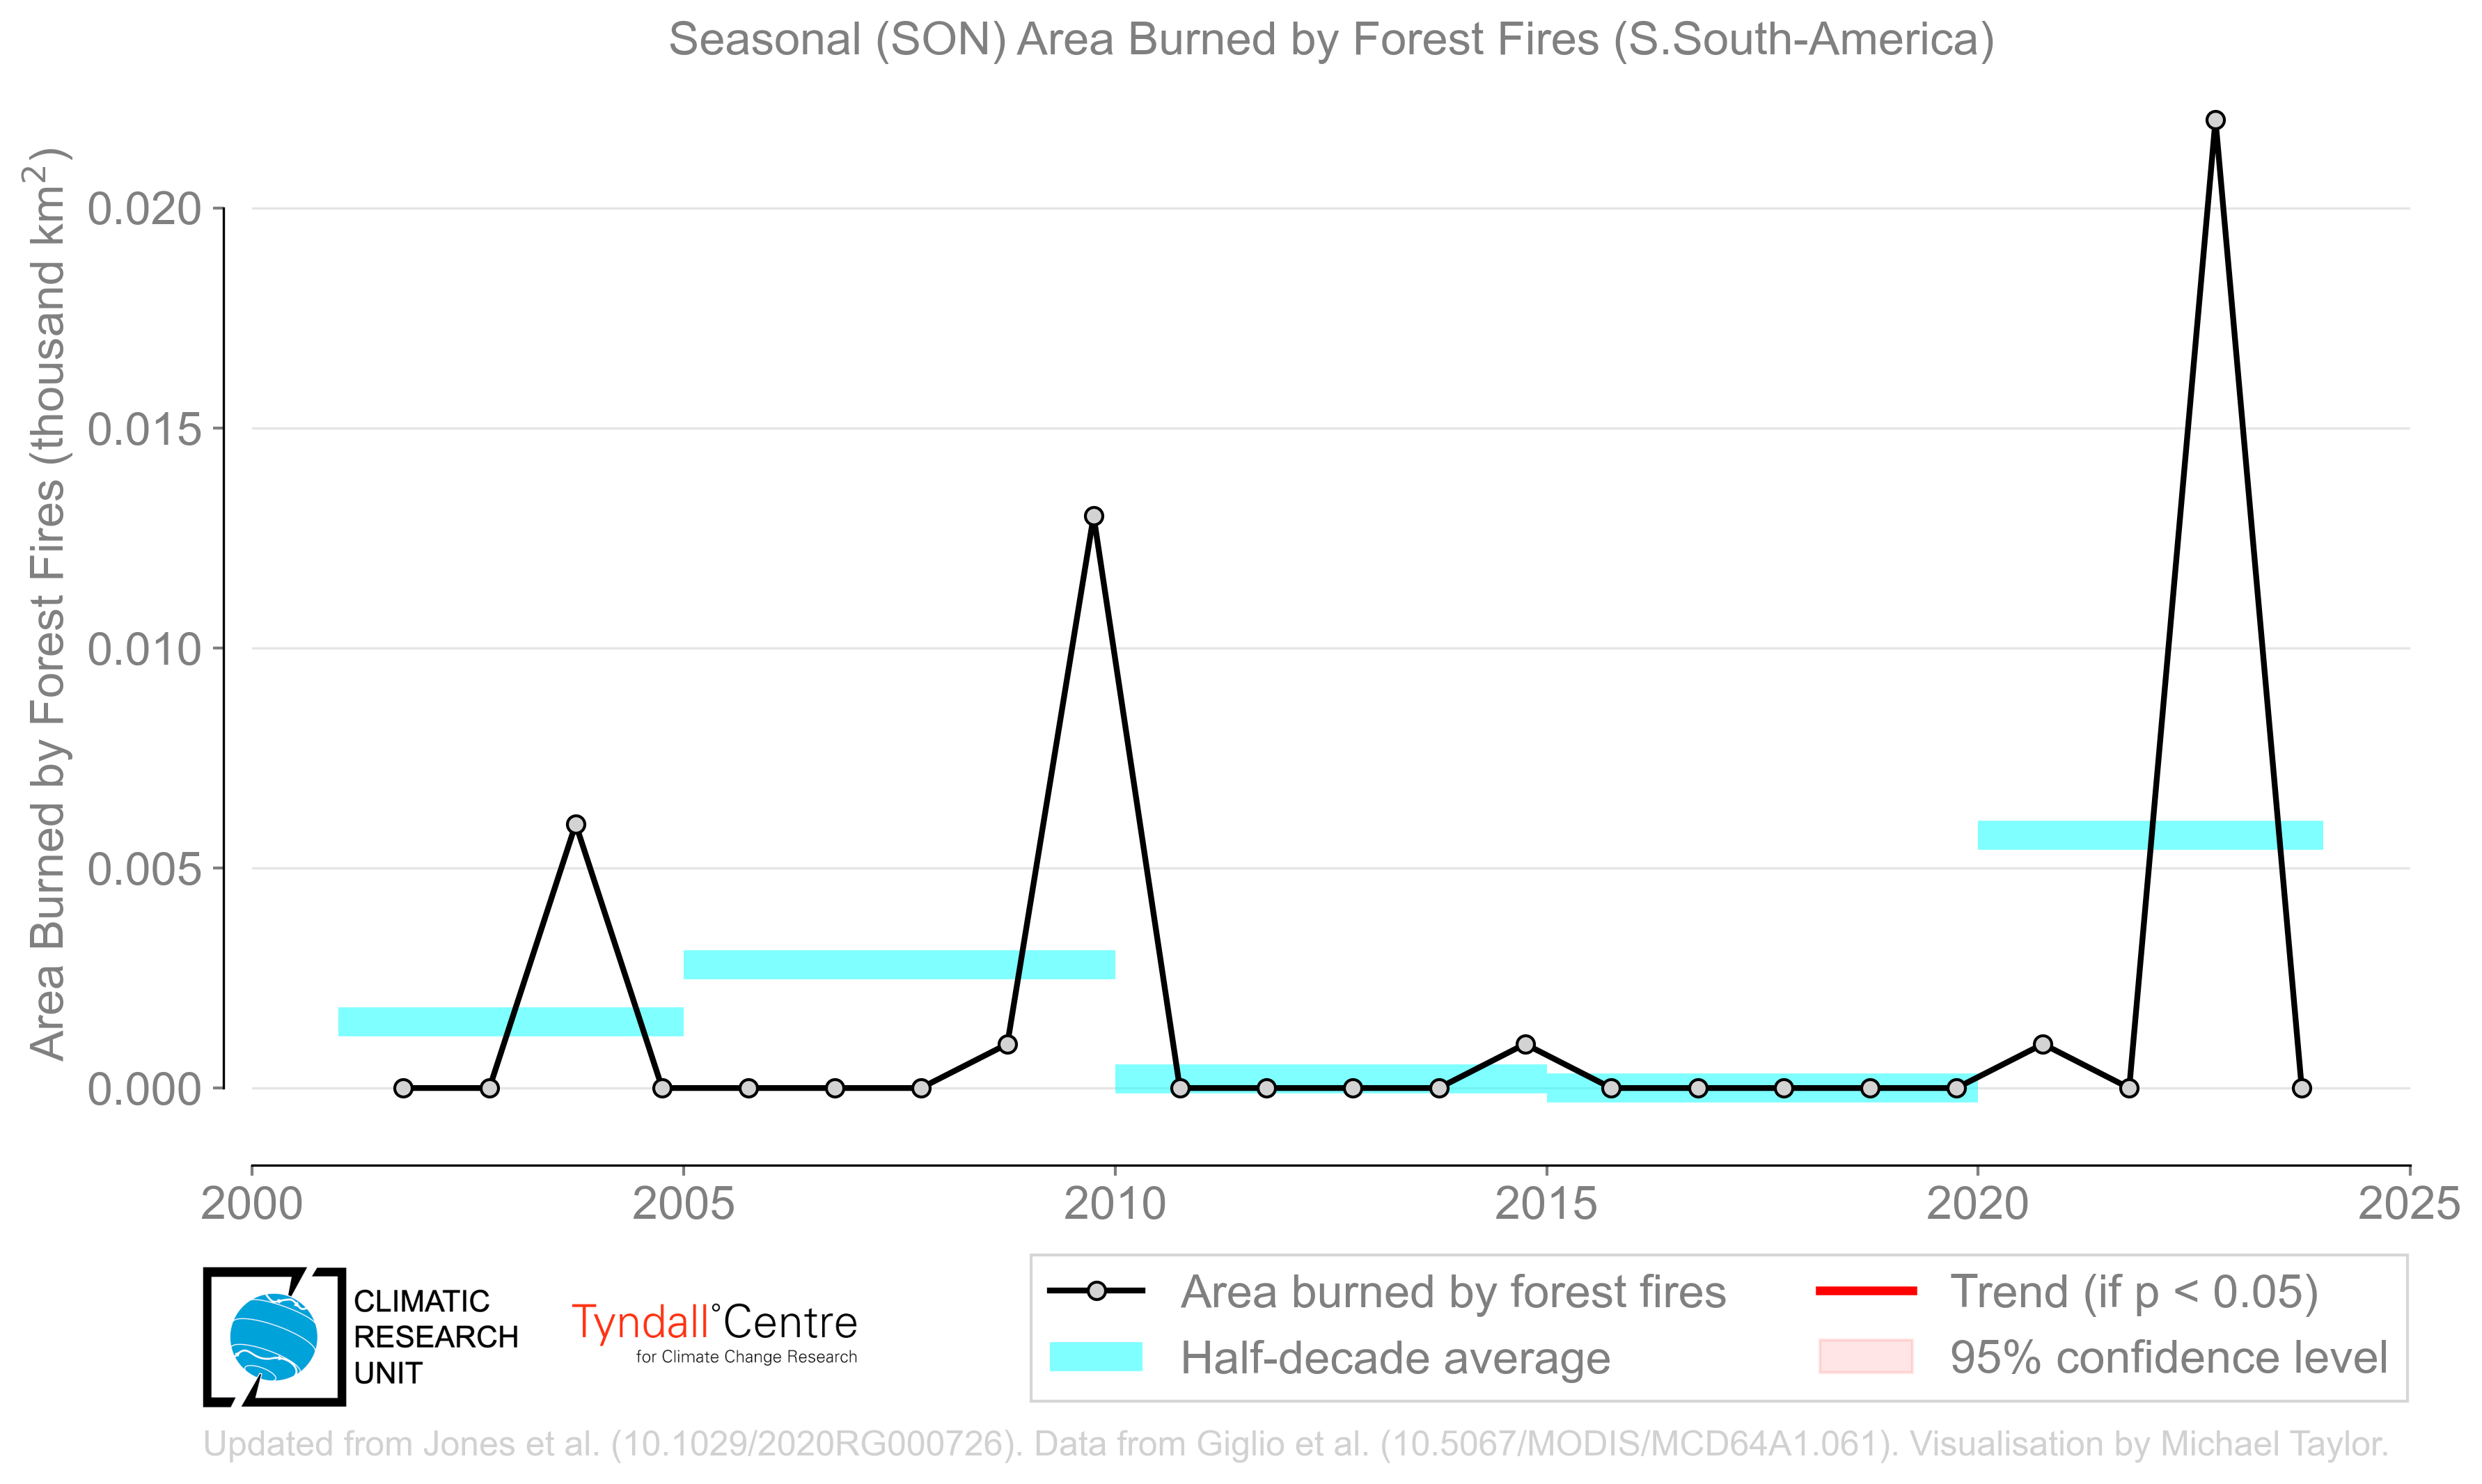 Seasonal (SON) Area Burned by Forest Fires (S.South-America)
Area Burned by Forest Fires (thousand km²)
0.020
0.015
0.010
0.005
0.000
2000 2005 2010 2015 2020 2025
CLIMATIC
RESEARCH
UNIT
Tyndall°Centre
for Climate Change Research
Area burned by forest fires
Half-decade average
Trend (if p < 0.05)
95% confidence level
Updated from Jones et al. (10.1029/2020RG000726). Data from Giglio et al. (10.5067/MODIS/MCD64A1.061). Visualisation by Michael Taylor.